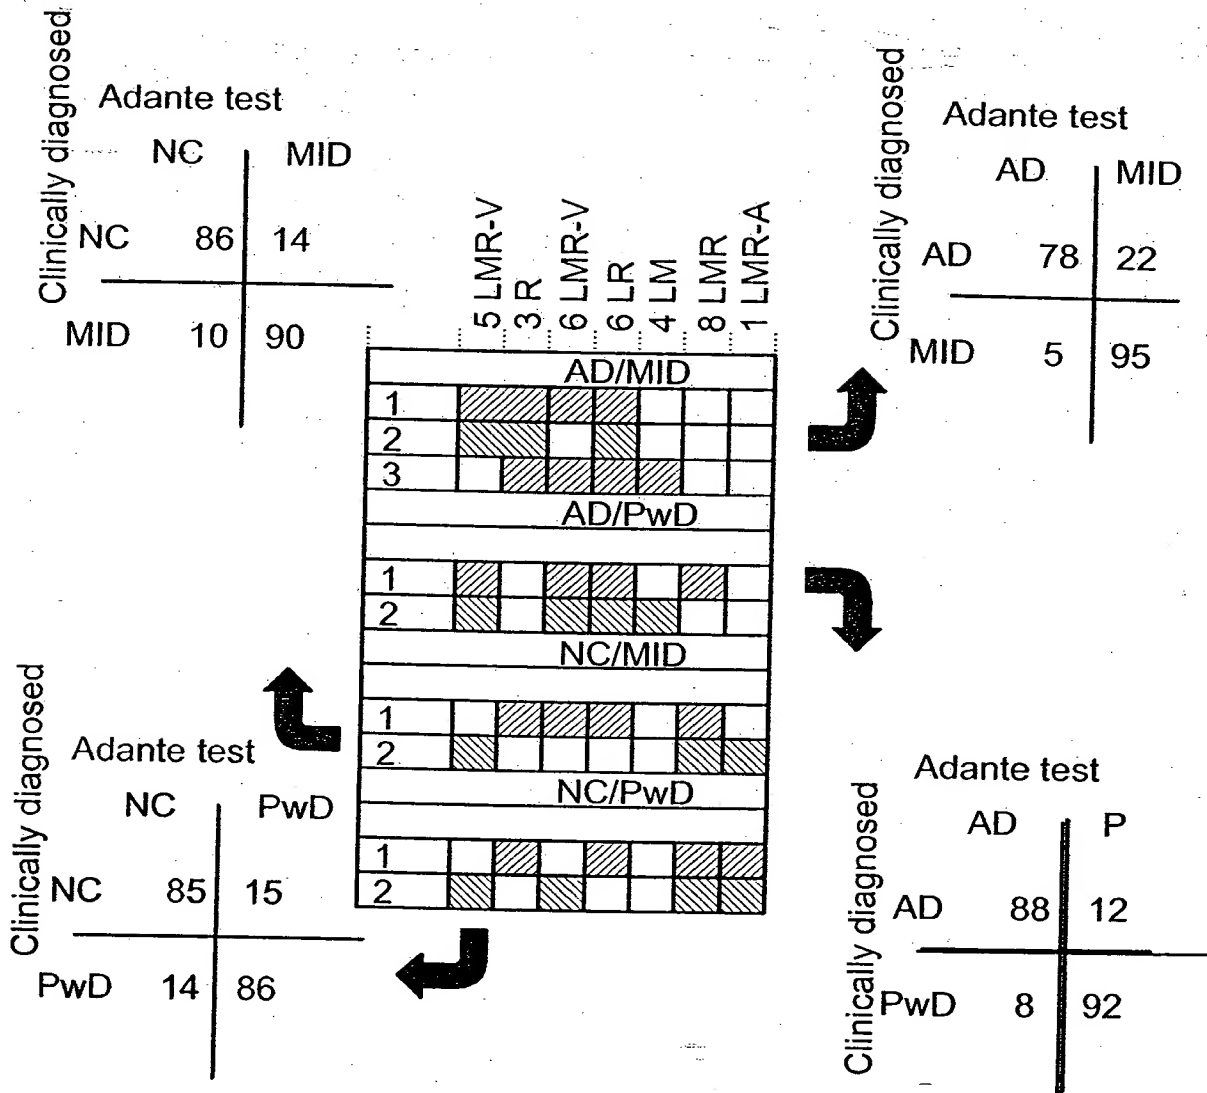 Clinically diagnosed
Adante test
NC MID
NC 86 14
MID 10 90
Clinically diagnosed
Adante test
AD MID
AD 78 22
MID 5 95
5 LMR-V
3 R
6 LMR-V
6 LR
4 LM
8 LMR
1 LMR-A
AD/MID
1
2
3
AD/PwD
1
2
NC/MID
1
2
NC/PwD
1
2
Clinically diagnosed
Adante test
NC PwD
NC 85 15
PwD 14 86
Clinically diagnosed
Adante test
AD P
AD 88 12
PwD 8 92